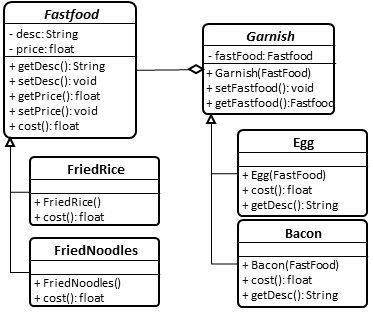 Fastfood
- desc: String
- price: float
+ getDesc(): String
+ setDesc(): void
+ getPrice(): float
+ setPrice(): void
+ cost(): float
Garnish
- fastFood: Fastfood
+ Garnish(FastFood)
+ setFastfood(): void
+ getFastfood():Fastfood
FriedRice
+ FriedRice()
+ cost(): float
FriedNoodles
+ FriedNoodles()
+ cost(): float
Egg
+ Egg(FastFood)
+ cost(): float
+ getDesc(): String
Bacon
+ Bacon(FastFood)
+ cost(): float
+ getDesc(): String